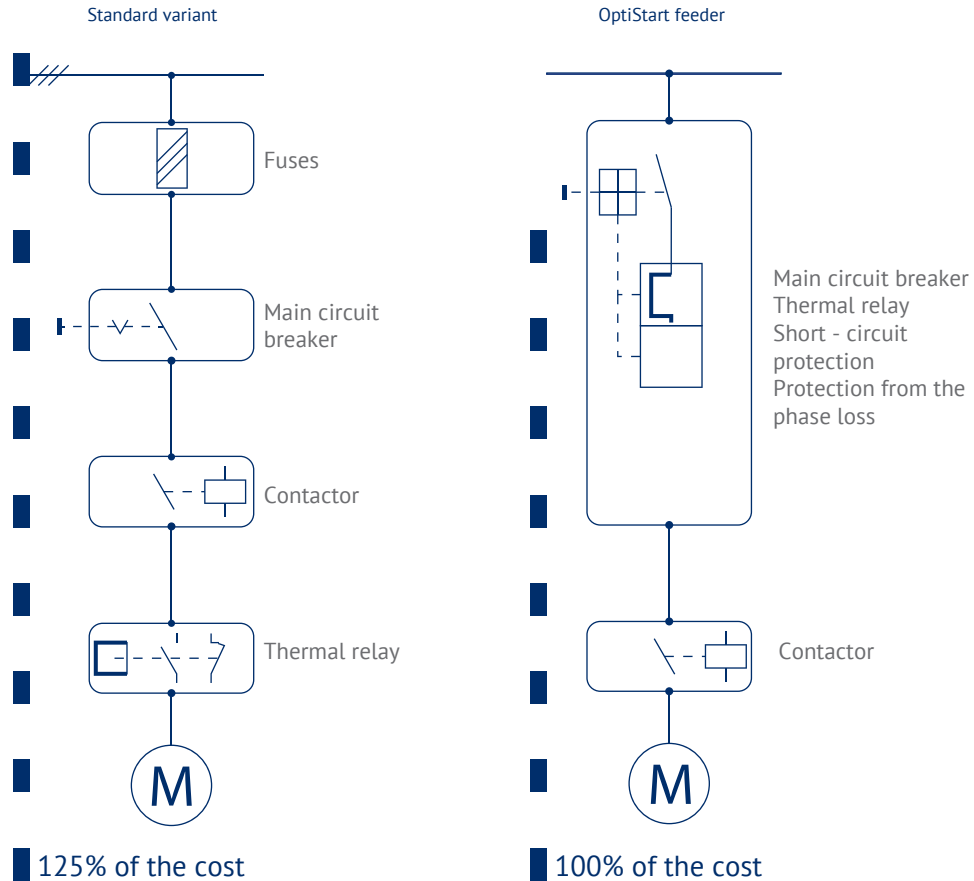 Standard variant
Fuses
Main circuit
breaker
Contactor
Thermal relay
M
125% of the cost
OptiStart feeder
Main circuit breaker
Thermal relay
Short - circuit
protection
Protection from the
phase loss
Contactor
M
100% of the cost